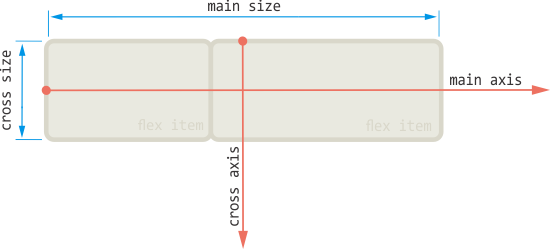 main size
cross size
main axis
flex item
flex item
cross axis